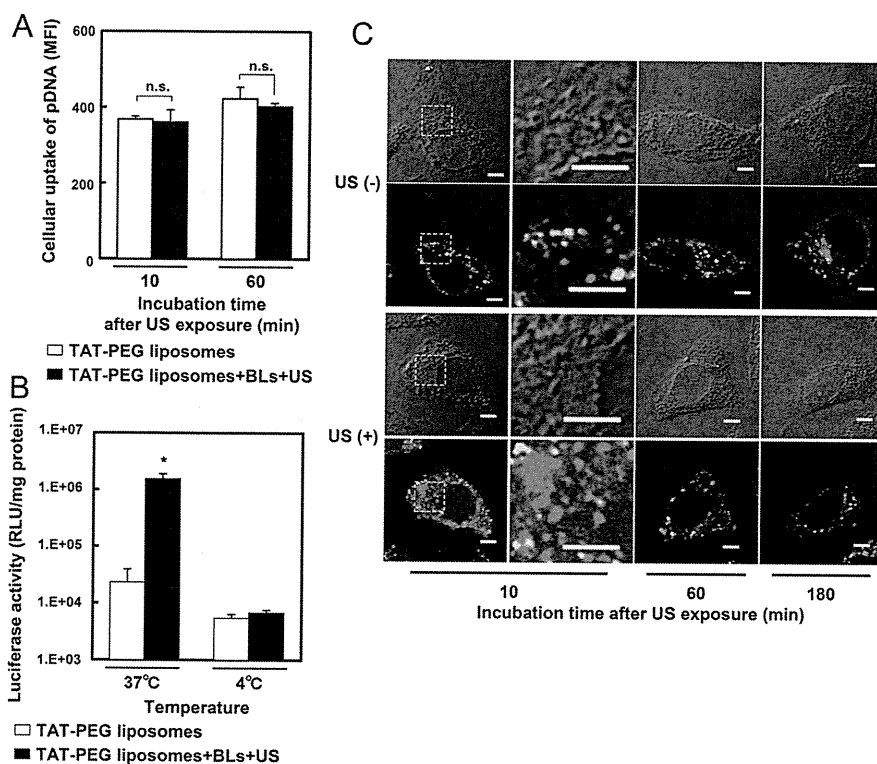 A
Cellular uptake of pDNA (MFI)
600
400
200
0
n.s.
n.s.
10
60
Incubation time
after US exposure (min)
TAT-PEG liposomes
TAT-PEG liposomes+BLs+US
B
Luciferase activity (RLU/mg protein)
1.E+07
1.E+06
1.E+05
1.E+04
1.E+03
*
37°C
4°C
Temperature
TAT-PEG liposomes
TAT-PEG liposomes+BLs+US
C
US (-)
US (+)
10
60
180
Incubation time after US exposure (min)